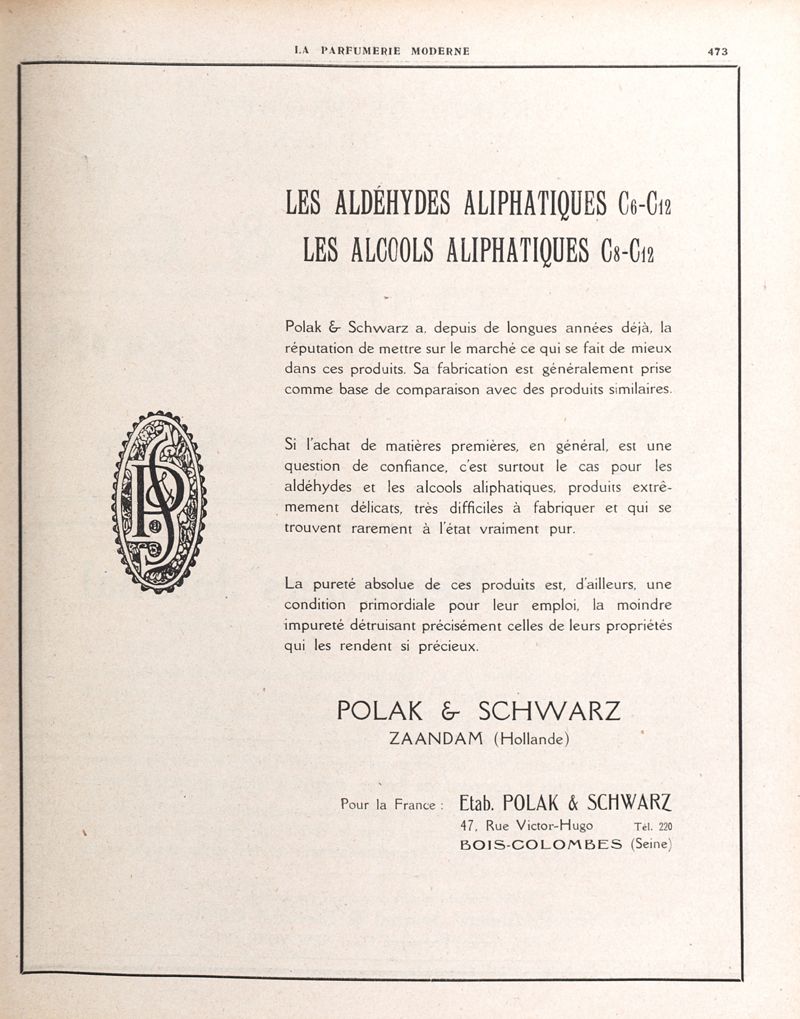 LA PARFUMERIE MODERNE 473
LES ALDÉHYDES ALIPHATIQUES C6-C12
LES ALCOOLS ALIPHATIQUES C8-C12
Polak & Schwarz a, depuis de longues années déjà, la
réputation de mettre sur le marché ce qui se fait de mieux
dans ces produits. Sa fabrication est généralement prise
comme base de comparaison avec des produits similaires.
Si l'achat de matières premières, en général, est une
question de confiance, c'est surtout le cas pour les
aldéhydes et les alcools aliphatiques, produits extrê-
mement délicats, très difficiles à fabriquer et qui se
trouvent rarement à l'état vraiment pur.
P&S
La pureté absolue de ces produits est, d'ailleurs, une
condition primordiale pour leur emploi, la moindre
impureté détruisant précisément celles de leurs propriétés
qui les rendent si précieux.
POLAK & SCHWARZ
ZAANDAM (Hollande)
Pour la France : Etab. POLAK & SCHWARZ
47, Rue Victor-Hugo Tél. 220
BOIS-COLOMBES (Seine)